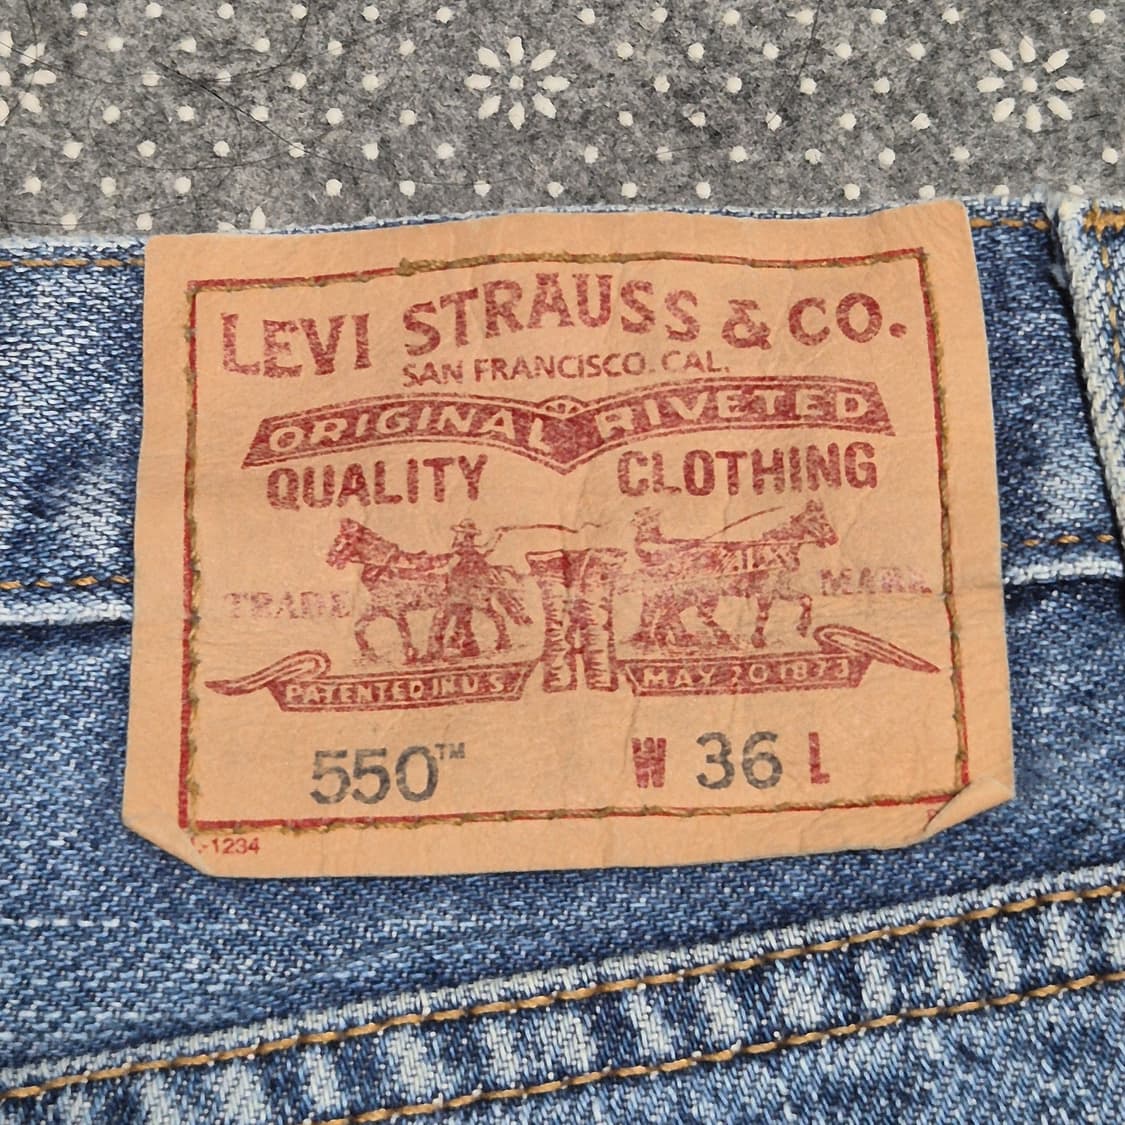 LEVI STRAUSS & CO.
SAN FRANCISCO. CAL.
ORIGINAL RIVETED
QUALITY CLOTHING
TRADE MARK
PATENTED IN U.S. MAY 20 1873
550™ W 36 L
-1234